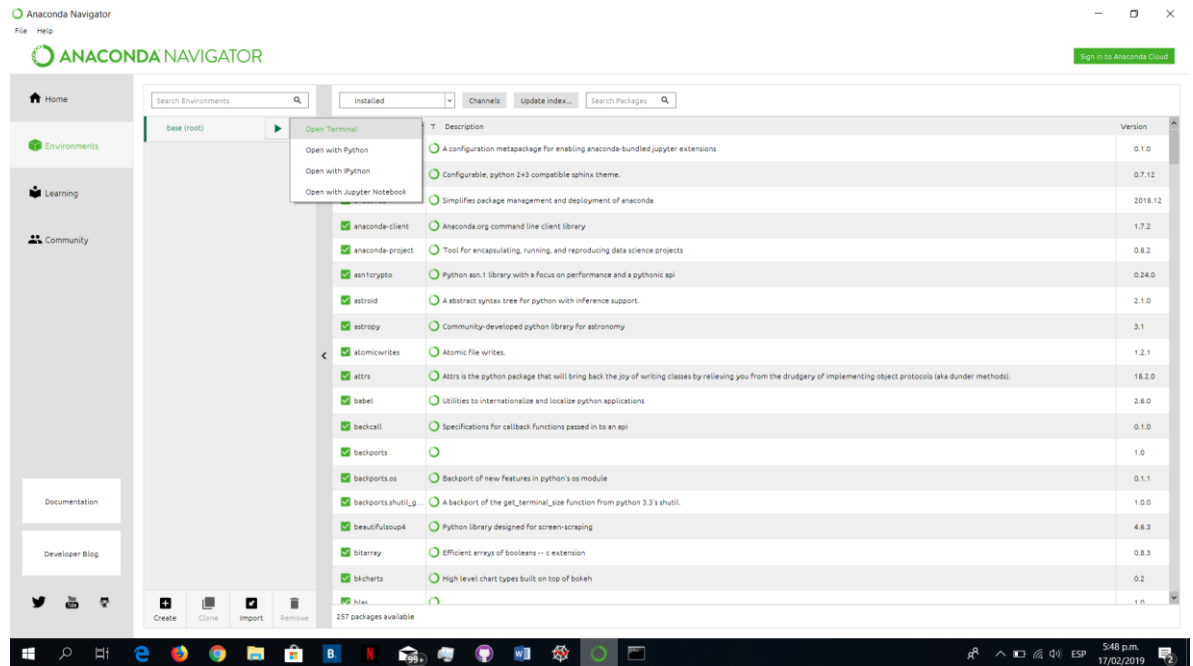 Anaconda Navigator
File Help
ANACONDA NAVIGATOR
Sign in to Anaconda Cloud
Home
Environments
Learning
Community
Documentation
Developer Blog
Search Environments
base (root)
Open Terminal
Open with Python
Open with IPython
Open with Jupyter Notebook
Create
Clone
Import
Remove
Installed
Channels
Update index...
Search Packages
T Description Version
A configuration metapackage for enabling anaconda-bundled jupyter extensions 0.1.0
Configurable, python 2+3 compatible sphinx theme. 0.7.12
Simplifies package management and deployment of anaconda 2018.12
anaconda-client Anaconda.org command line client library 1.7.2
anaconda-project Tool for encapsulating, running, and reproducing data science projects 0.8.2
asn1crypto Python asn.1 library with a focus on performance and a pythonic api 0.24.0
astroid A abstract syntax tree for python with inference support. 2.1.0
astropy Community-developed python library for astronomy 3.1
atomicwrites Atomic file writes. 1.2.1
attrs Attrs is the python package that will bring back the joy of writing classes by relieving you from the drudgery of implementing object protocols (aka dunder methods). 18.2.0
babel Utilities to internationalize and localize python applications 2.6.0
backcall Specifications for callback functions passed in to an api 0.1.0
backports 1.0
backports.os Backport of new features in python's os module 0.1.1
backports.shutil_g... A backport of the get_terminal_size function from python 3.3's shutil. 1.0.0
beautifulsoup4 Python library designed for screen-scraping 4.6.3
bitarray Efficient arrays of booleans -- c extension 0.8.3
bkcharts High level chart types built on top of bokeh 0.2
blas 1.0
257 packages available
99+
ESP
5:48 p.m.
17/02/2019
2